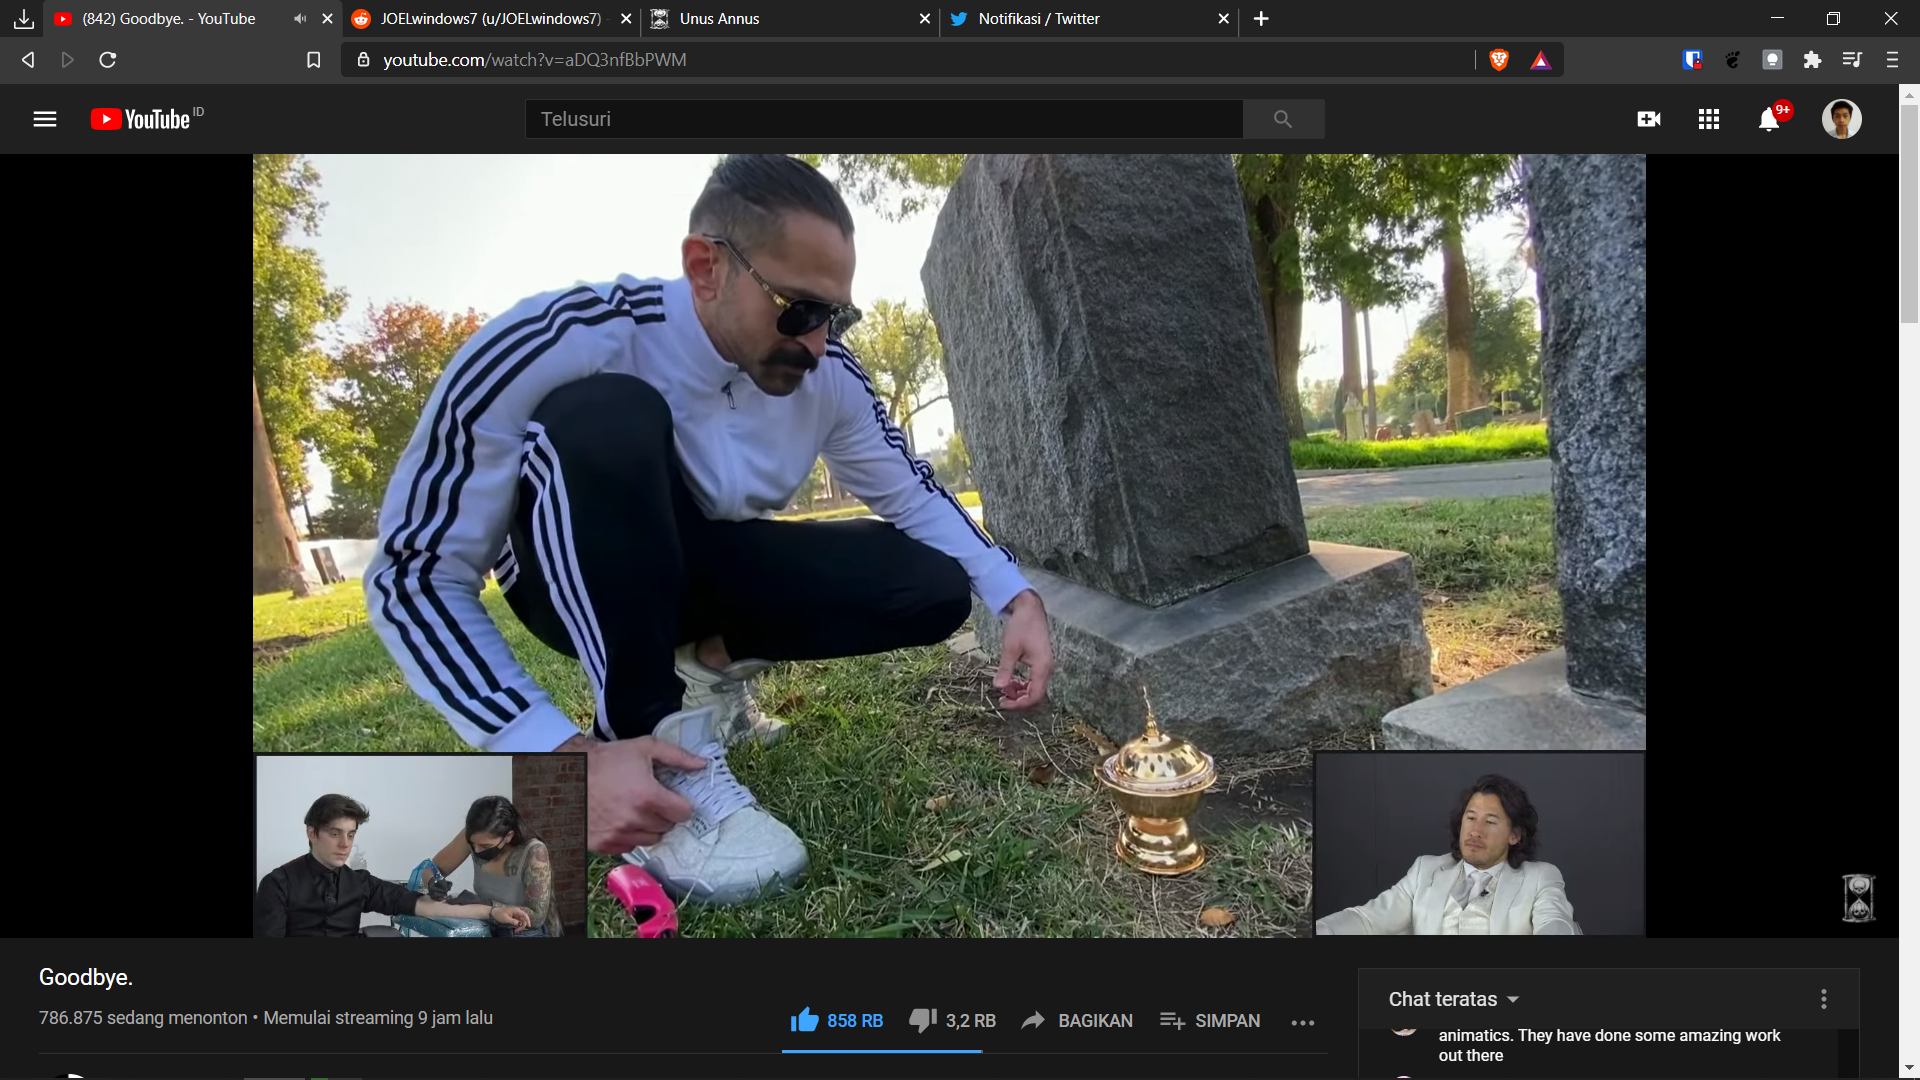 (842) Goodbye. - YouTube
JOELwindows7 (u/JOELwindows7) -
Unus Annus
Notifikasi / Twitter
youtube.com/watch?v=aDQ3nfBbPWM
YouTube ID
Telusuri
9+
Goodbye.
786.875 sedang menonton • Memulai streaming 9 jam lalu
858 RB
3,2 RB
BAGIKAN
SIMPAN
Chat teratas
animatics. They have done some amazing work
out there